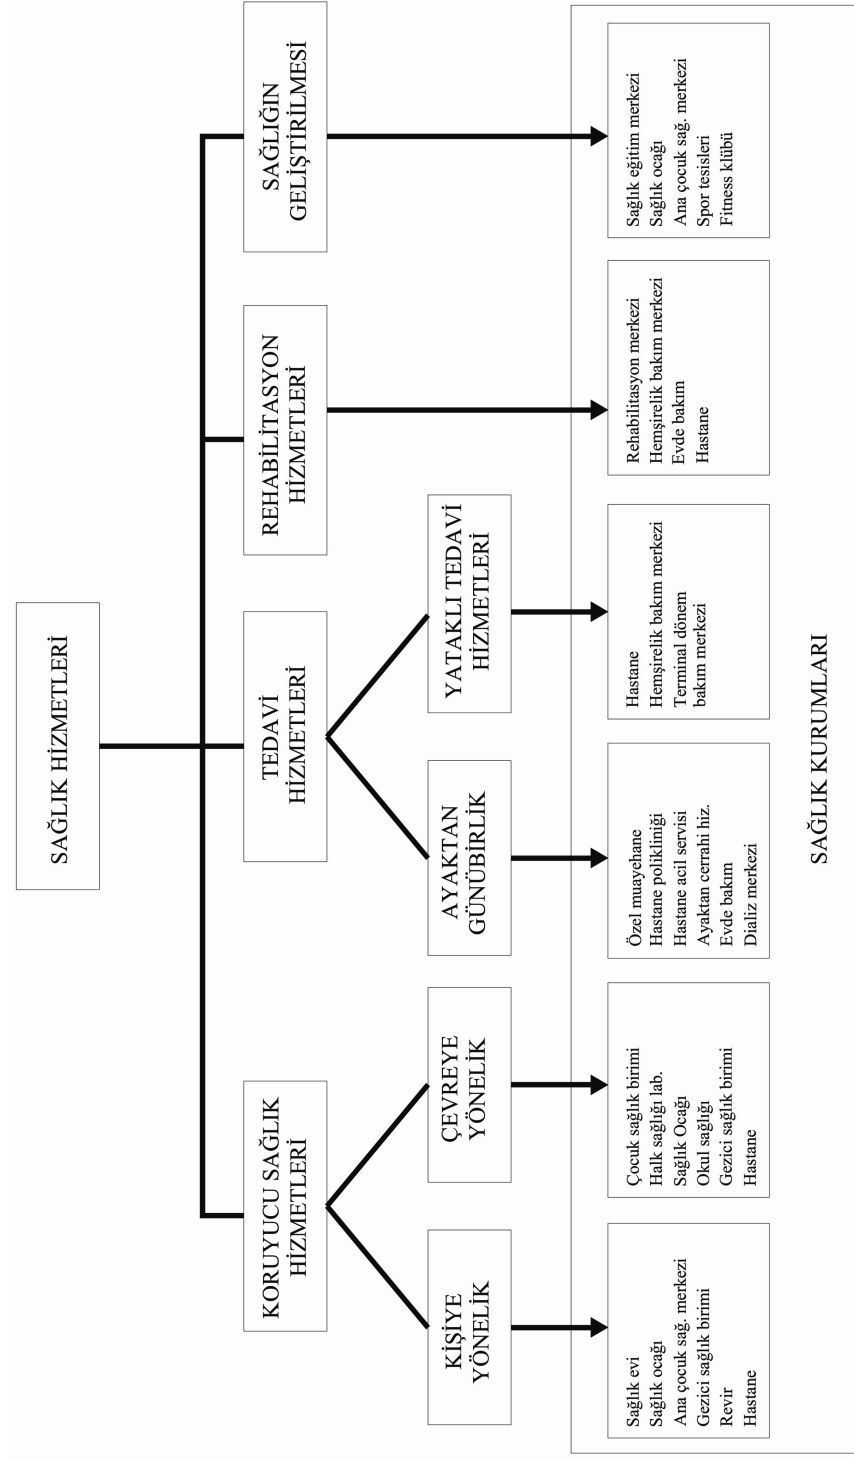 SAĞLIK HİZMETLERİ
KORUYUCU SAĞLIK
HİZMETLERİ
TEDAVİ
HİZMETLERİ
REHABİLİTASYON
HİZMETLERİ
SAĞLIĞIN
GELİŞTİRİLMESİ
KİŞİYE
YÖNELİK
ÇEVREYE
YÖNELİK
AYAKTAN
GÜNÜBİRLİK
YATAKLI TEDAVİ
HİZMETLERİ
Sağlık evi
Sağlık ocağı
Ana çocuk sağ. merkezi
Gezici sağlık birimi
Revir
Hastane
Çocuk sağlık birimi
Halk sağlığı lab.
Sağlık Ocağı
Okul sağlığı
Gezici sağlık birimi
Hastane
Özel muayehane
Hastane polikliniği
Hastane acil servisi
Ayaktan cerrahi hiz.
Evde bakım
Dializ merkezi
Hastane
Hemşirelik bakım merkezi
Terminal dönem
bakım merkezi
Rehabilitasyon merkezi
Hemşirelik bakım merkezi
Evde bakım
Hastane
Sağlık eğitim merkezi
Sağlık ocağı
Ana çocuk sağ. merkezi
Spor tesisleri
Fitness klübü
SAĞLIK KURUMLARI